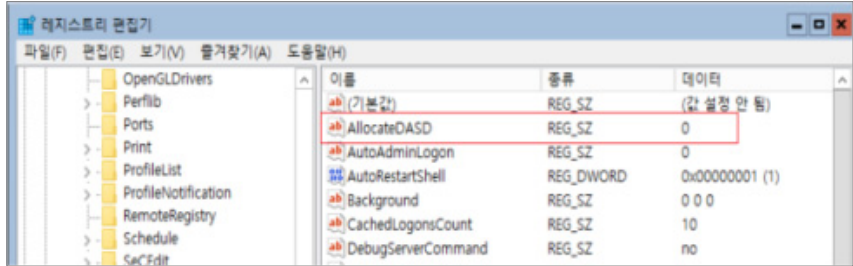 레지스트리 편집기
파일(F) 편집(E) 보기(V) 즐겨찾기(A) 도움말(H)
OpenGLDrivers
Perflib
Ports
Print
ProfileList
ProfileNotification
RemoteRegistry
Schedule
SeCEdit
이름 종류 데이터
(기본값) REG_SZ (값 설정 안 됨)
AllocateDASD REG_SZ 0
AutoAdminLogon REG_SZ 0
AutoRestartShell REG_DWORD 0x00000001 (1)
Background REG_SZ 0 0 0
CachedLogonsCount REG_SZ 10
DebugServerCommand REG_SZ no